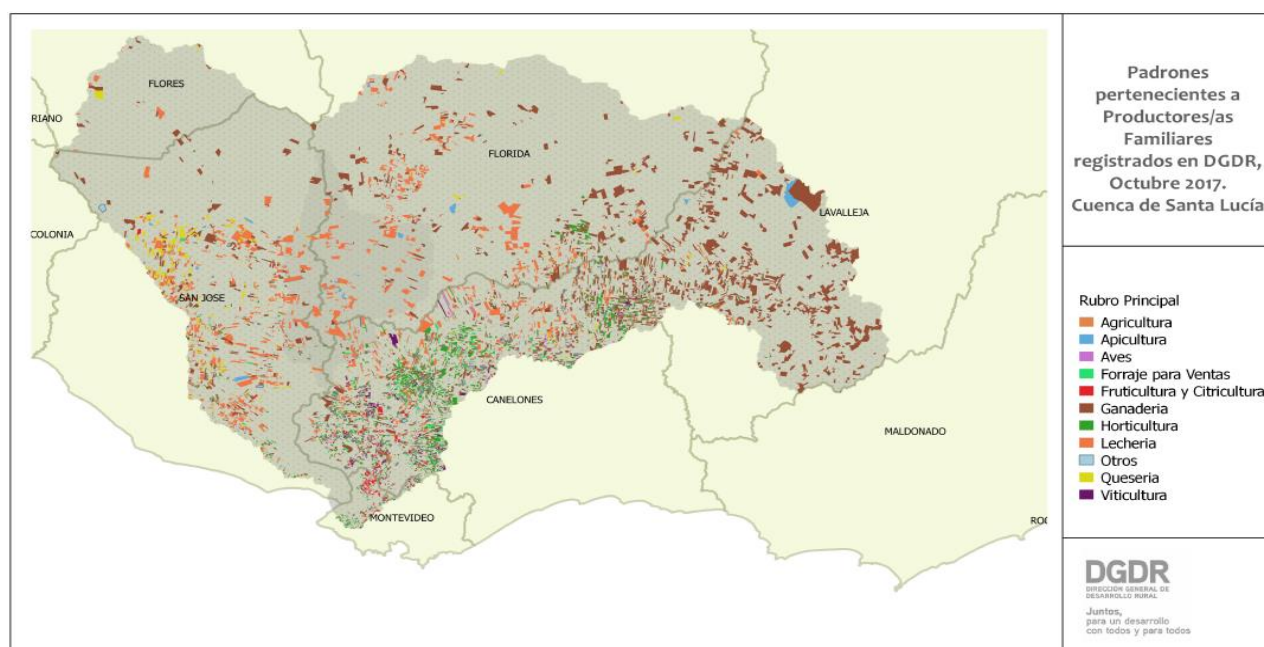 FLORES
RIANO
FLORIDA
LAVALLEJA
COLONIA
SAN JOSE
CANELONES
MALDONADO
MONTEVIDEO
ROC
Padrones
pertenecientes a
Productores/as
Familiares
registrados en DGDR,
Octubre 2017.
Cuenca de Santa Lucía
Rubro Principal
Agricultura
Apicultura
Aves
Forraje para Ventas
Fruticultura y Citricultura
Ganaderia
Horticultura
Lecheria
Otros
Queseria
Viticultura
DGDR
DIRECCIÓN GENERAL DE
DESARROLLO RURAL
Juntos,
para un desarrollo
con todos y para todos